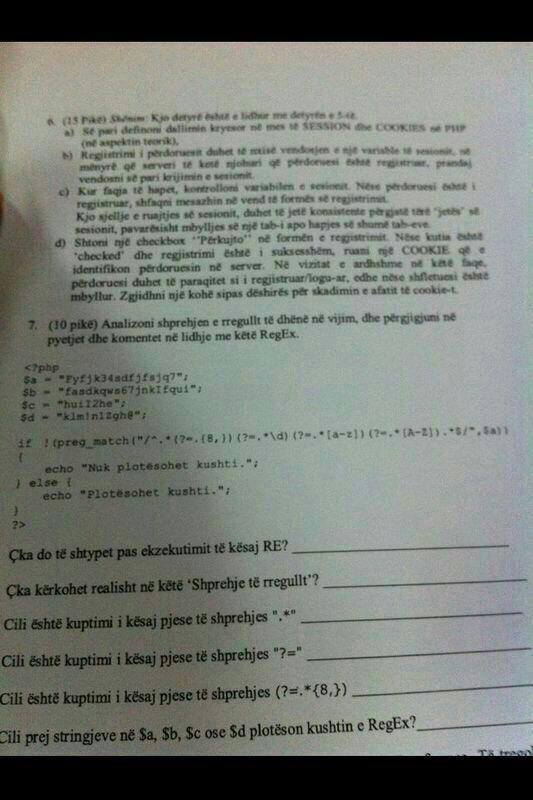 6. (15 Pikë) Shënim: Kjo detyrë është e lidhur me detyrën e 5-të.
a) Së pari definoni dallimin kryesor në mes të SESSION dhe COOKIES në PHP
(në aspektin teorik),
b) Regjistrimi i përdoruesit duhet të nxisë vendosjen e një variable të sesionit, në
mënyrë që serveri të ketë njohuri që përdoruesi është regjistruar, prandaj
vendosni së pari krijimin e sesionit.
c) Kur faqja të hapet, kontrolloni variablen e sesionit. Nëse përdoruesi është i
regjistruar, shfaqni mesazhin në vend të formës së regjistrimit.
Kjo sjellje e ruajtjes së sesionit, duhet të jetë konsistente përgjatë tërë 'jetës' së
sesionit, pavarësisht mbylljes së një tab-i apo hapjes së shumë tab-eve.
d) Shtoni një checkbox ''Përkujto'' në formën e regjistrimit. Nëse kutia është
'checked' dhe regjistrimi është i suksesshëm, ruani një COOKIE që e
identifikon përdoruesin në server. Në vizitat e ardhshme në këtë faqe,
përdoruesi duhet të paraqitet si i regjistruar/logu-ar, edhe nëse shfletuesi është
mbyllur. Zgjidhni një kohë sipas dëshirës për skadimin e afatit të cookie-t.
7. (10 pikë) Analizoni shprehjen e rregullt të dhënë në vijim, dhe përgjigjuni në
pyetjet dhe komentet në lidhje me këtë RegEx.
<?php
$a = "Fyfjk34sdfjfsjq7";
$b = "fasdkqws67jnkIfqui";
$c = "huiI2he";
$d = "klm!n1Zgh@";
if !(preg_match("/^.*(?=.{8,})(?=.*\d)(?=.*[a-z])(?=.*[A-Z]).*$/",$a))
{
echo "Nuk plotësohet kushti.";
} else {
echo "Plotësohet kushti.";
}
?>
Çka do të shtypet pas ekzekutimit të kësaj RE?
Çka kërkohet realisht në këtë 'Shprehje të rregullt'?
Cili është kuptimi i kësaj pjese të shprehjes ".*"
Cili është kuptimi i kësaj pjese të shprehjes "?="
Cili është kuptimi i kësaj pjese të shprehjes (?=.*{8,})
Cili prej stringjeve në $a, $b, $c ose $d plotëson kushtin e RegEx?